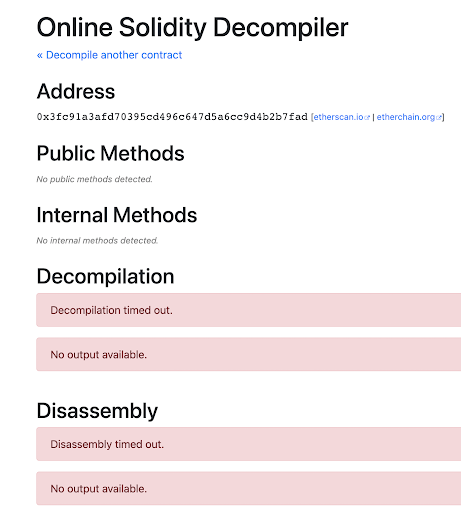 Online Solidity Decompiler
« Decompile another contract
Address
0x3fc91a3afd70395cd496c647d5a6cc9d4b2b7fad [etherscan.io | etherchain.org]
Public Methods
No public methods detected.
Internal Methods
No internal methods detected.
Decompilation
Decompilation timed out.
No output available.
Disassembly
Disassembly timed out.
No output available.